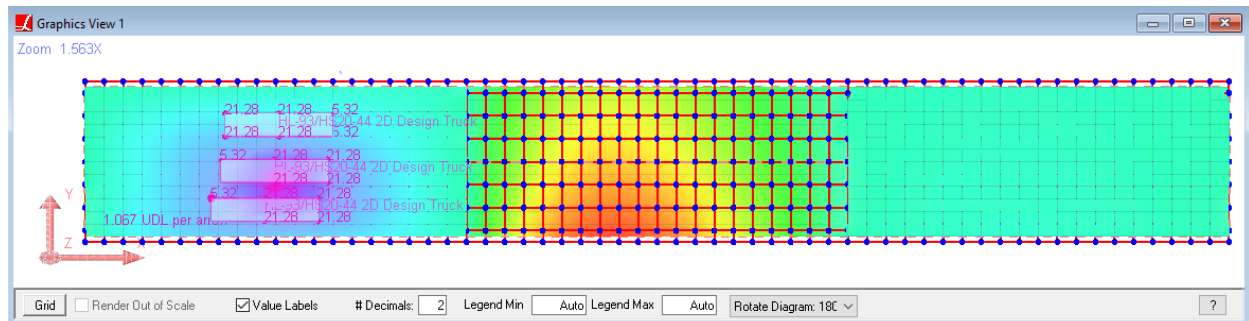 Graphics View 1
Zoom 1.563X
21.28 21.28 5.32
HL-93/HS20-44 2D Design Truck
21.28 21.28 5.32
5.32 21.28 21.28
HL-93/HS20-44 2D Design Truck
21.28 21.28
5.32 21.28 21.28
HL-93/HS20-44 2D Design Truck
1.067 UDL per 21.28 21.28
Y
Z X
Grid Render Out of Scale Value Labels # Decimals: 2 Legend Min Auto Legend Max Auto Rotate Diagram: 180 ?